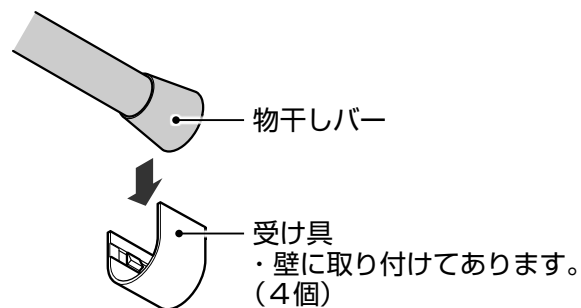 物干しバー
受け具
・壁に取り付けてあります。
（４個）